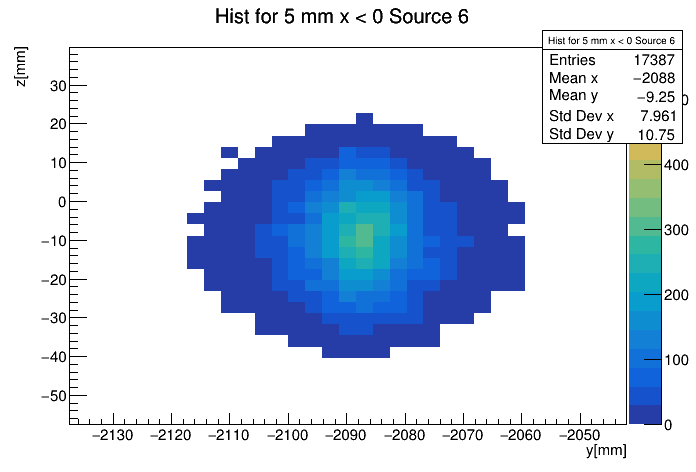 Hist for 5 mm x < 0 Source 6
z[mm]
Hist for 5 mm x < 0 Source 6
Entries 17387
Mean x −2088
Mean y −9.25
Std Dev x 7.961
Std Dev y 10.75
30
20
10
0
−10
−20
−30
−40
−50
0
400
300
200
100
0
−2130 −2120 −2110 −2100 −2090 −2080 −2070 −2060 −2050
y[mm]